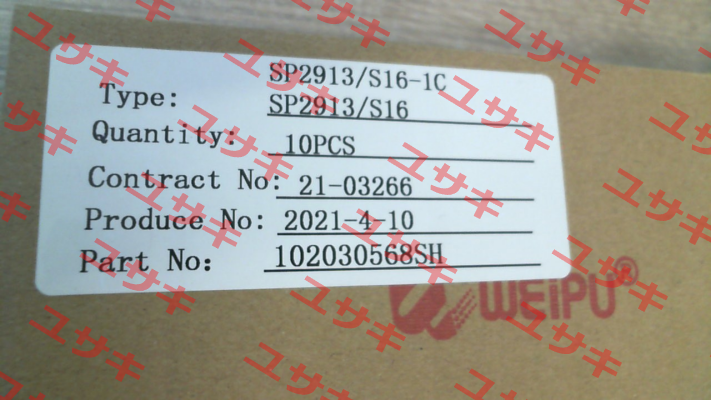 SP2913/S16-1C
Type: SP2913/S16
Quantity: 10PCS
Contract No: 21-03266
Produce No: 2021-4-10
Part No: 102030568SH
WEiPU®
ユサキ